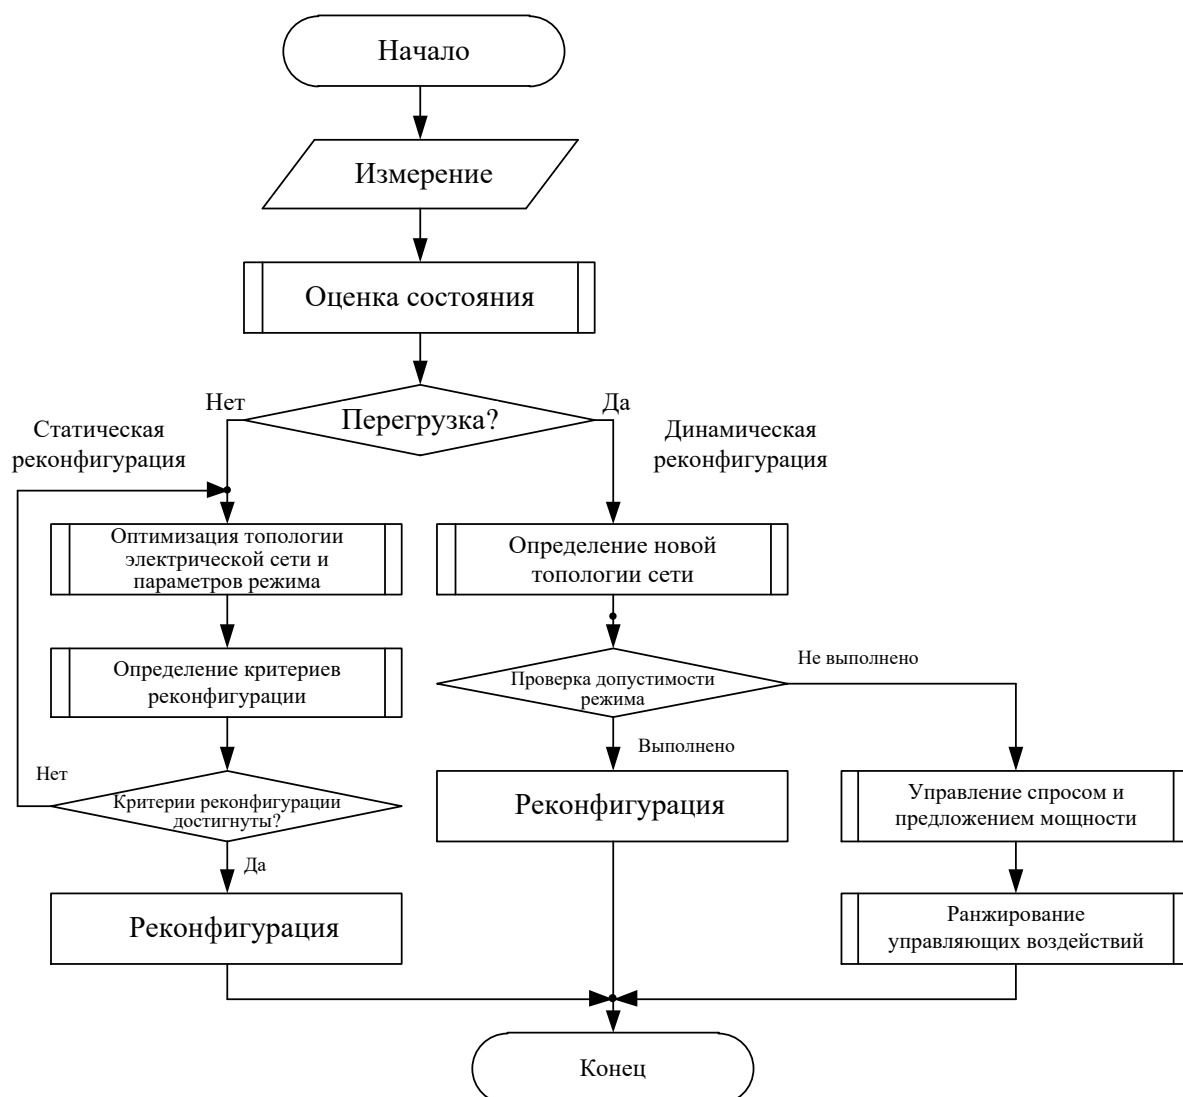 Начало
Измерение
Оценка состояния
Перегрузка?
Нет
Да
Статическая
реконфигурация
Динамическая
реконфигурация
Оптимизация топологии
электрической сети и
параметров режима
Определение новой
топологии сети
Определение критериев
реконфигурации
Проверка допустимости
режима
Не выполнено
Выполнено
Нет
Критерии реконфигурации
достигнуты?
Реконфигурация
Управление спросом и
предложением мощности
Да
Реконфигурация
Ранжирование
управляющих воздействий
Конец